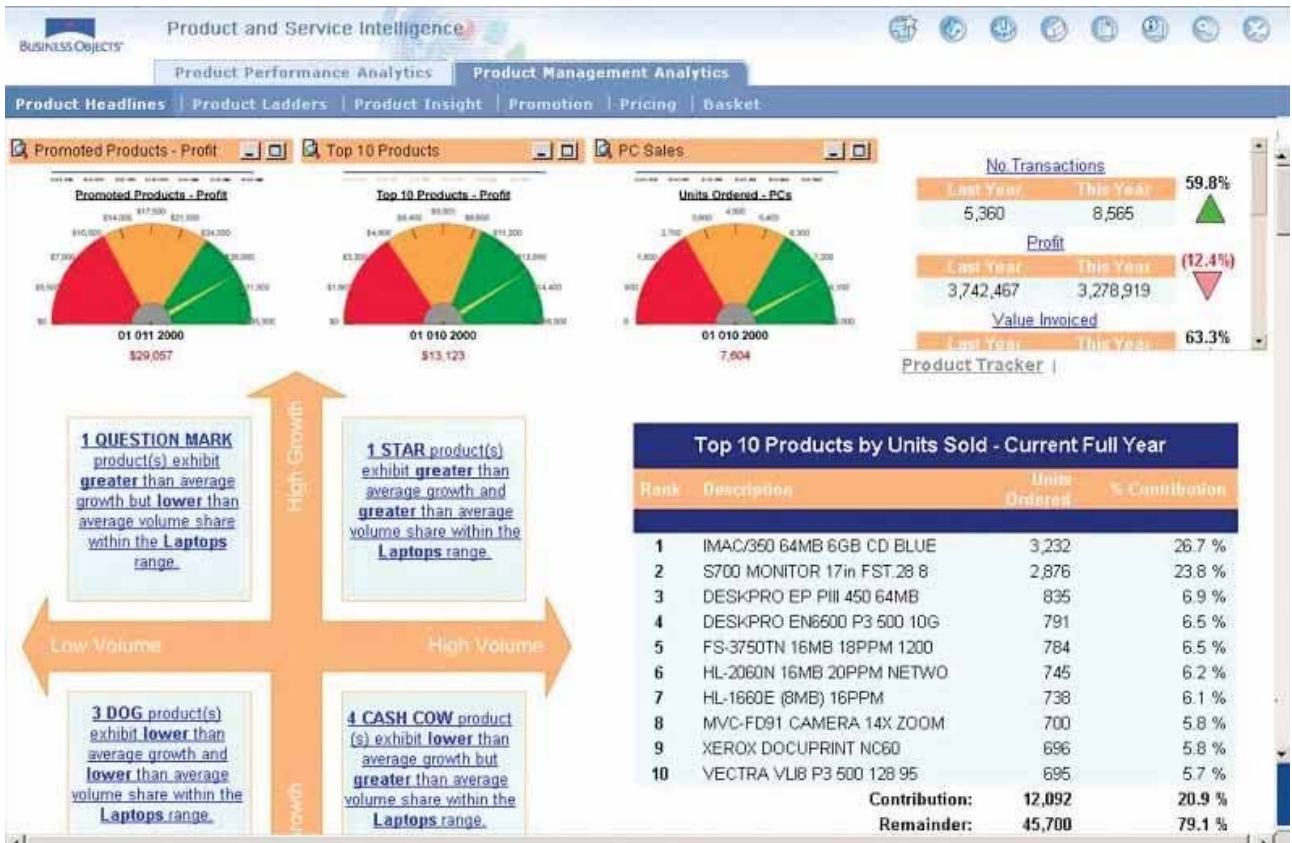 BUSINESS OBJECTS
Product and Service Intelligence
Product Performance Analytics
Product Management Analytics
Product Headlines | Product Ladders | Product Insight | Promotion | Pricing | Basket
Promoted Products - Profit
Promoted Products - Profit
$14,000 $17,500 $21,000
01 011 2000
$29,057
Top 10 Products
Top 10 Products - Profit
01 010 2000
$13,123
PC Sales
Units Ordered - PCs
01 010 2000
7,604
No.Transactions
Last Year This Year
5,360 8,565
59.8%
Profit
Last Year This Year
3,742,467 3,278,919
(12.4%)
Value Invoiced
Last Year This Year
63.3%
Product Tracker |
High Growth
Low Volume
High Volume
1 QUESTION MARK
product(s) exhibit
greater than average
growth but lower than
average volume share
within the Laptops
range.
1 STAR product(s)
exhibit greater than
average growth and
greater than average
volume share within the
Laptops range.
3 DOG product(s)
exhibit lower than
average growth and
lower than average
volume share within the
Laptops range.
4 CASH COW product
(s) exhibit lower than
average growth but
greater than average
volume share within the
Laptops range.
Top 10 Products by Units Sold - Current Full Year
Rank Description Units Ordered % Contribution
1 IMAC/350 64MB 6GB CD BLUE 3,232 26.7 %
2 S700 MONITOR 17in FST.28 8 2,876 23.8 %
3 DESKPRO EP PIII 450 64MB 835 6.9 %
4 DESKPRO EN6500 P3 500 10G 791 6.5 %
5 FS-3750TN 16MB 18PPM 1200 784 6.5 %
6 HL-2060N 16MB 20PPM NETWO 745 6.2 %
7 HL-1660E (8MB) 16PPM 738 6.1 %
8 MVC-FD91 CAMERA 14X ZOOM 700 5.8 %
9 XEROX DOCUPRINT NC60 696 5.8 %
10 VECTRA VLI8 P3 500 128 95 695 5.7 %
Contribution: 12,092 20.9 %
Remainder: 45,700 79.1 %